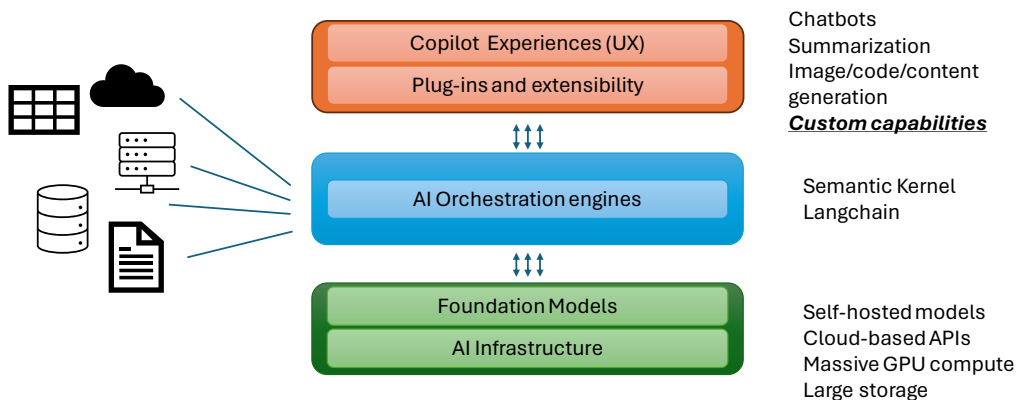 Copilot Experiences (UX)
Plug-ins and extensibility
Chatbots
Summarization
Image/code/content
generation
Custom capabilities
AI Orchestration engines
Semantic Kernel
Langchain
Foundation Models
AI Infrastructure
Self-hosted models
Cloud-based APIs
Massive GPU compute
Large storage